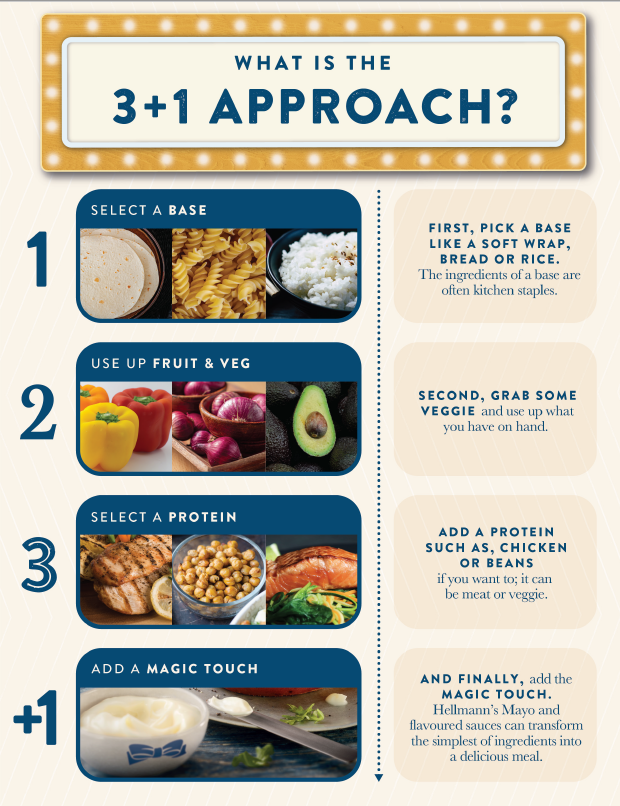 WHAT IS THE
3+1 APPROACH?
1
SELECT A BASE
FIRST, PICK A BASE
LIKE A SOFT WRAP,
BREAD OR RICE.
The ingredients of a base are
often kitchen staples.
2
USE UP FRUIT & VEG
SECOND, GRAB SOME
VEGGIE and use up what
you have on hand.
3
SELECT A PROTEIN
ADD A PROTEIN
SUCH AS, CHICKEN
OR BEANS
if you want to; it can
be meat or veggie.
+1
ADD A MAGIC TOUCH
AND FINALLY, add the
MAGIC TOUCH.
Hellmann's Mayo and
flavoured sauces can transform
the simplest of ingredients into
a delicious meal.